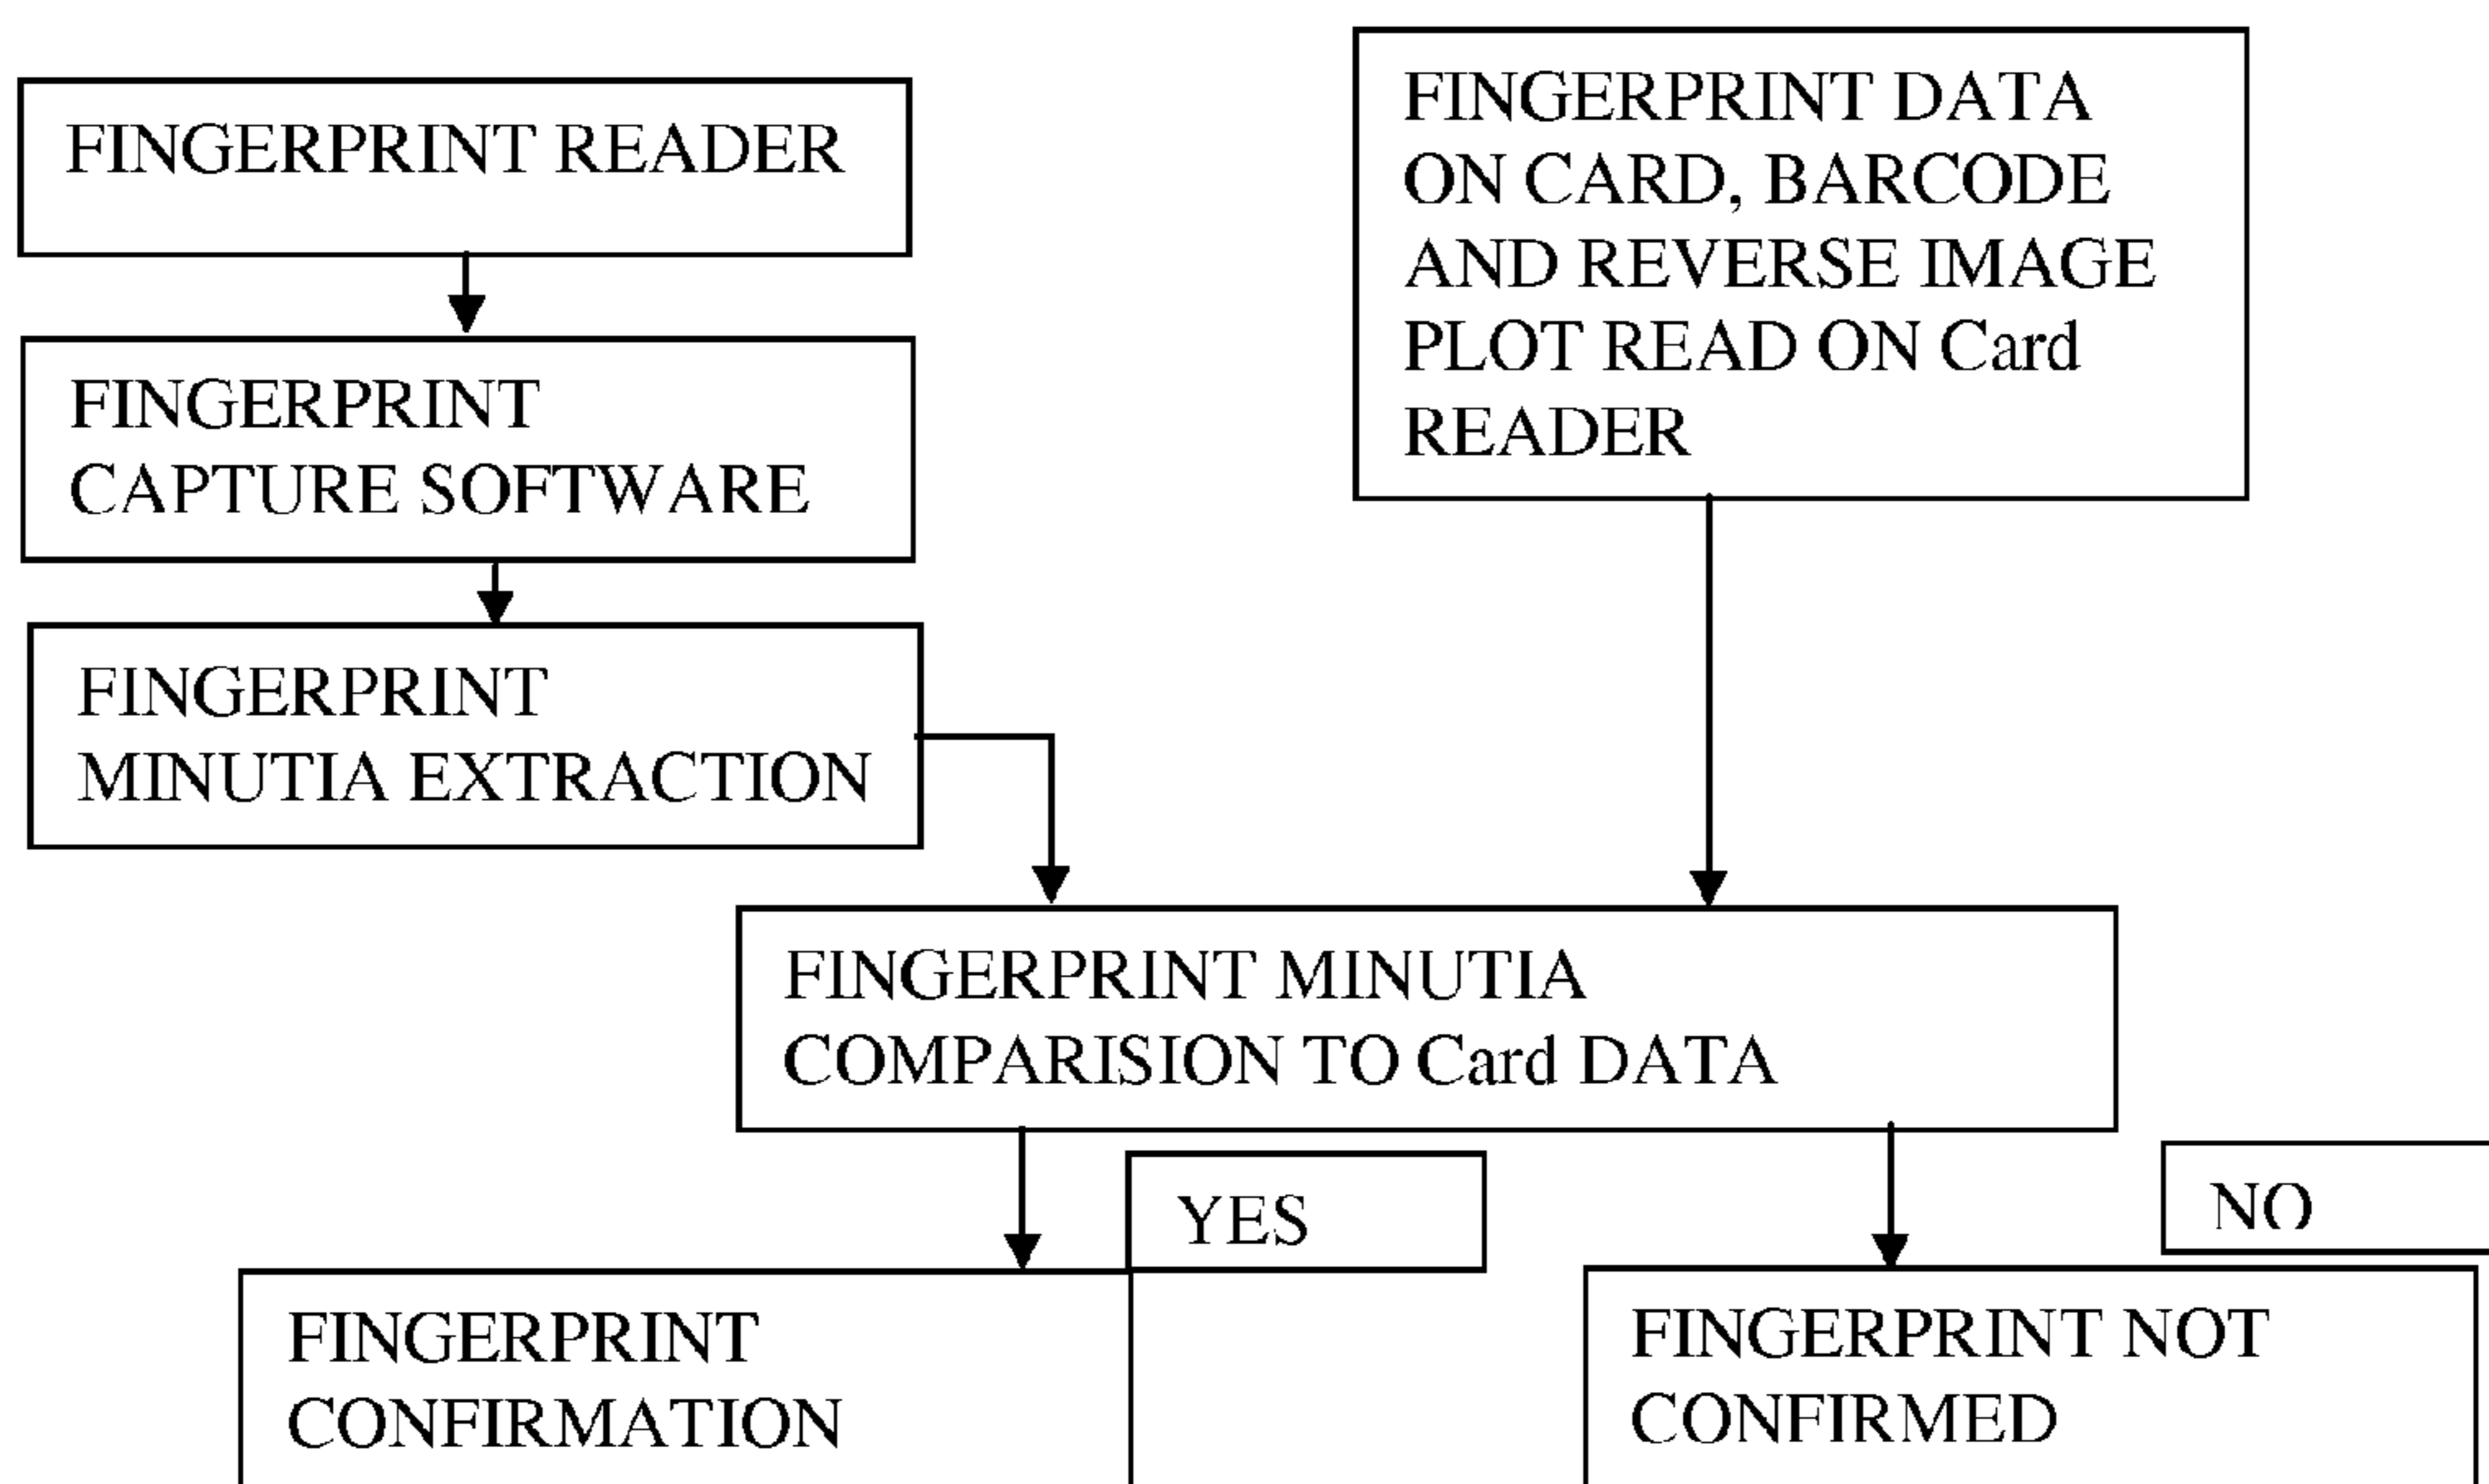 FINGERPRINT READER
FINGERPRINT DATA
ON CARD, BARCODE
AND REVERSE IMAGE
PLOT READ ON Card
READER
FINGERPRINT
CAPTURE SOFTWARE
FINGERPRINT
MINUTIA EXTRACTION
FINGERPRINT MINUTIA
COMPARISION TO Card DATA
YES
NO
FINGERPRINT
CONFIRMATION
FINGERPRINT NOT
CONFIRMED